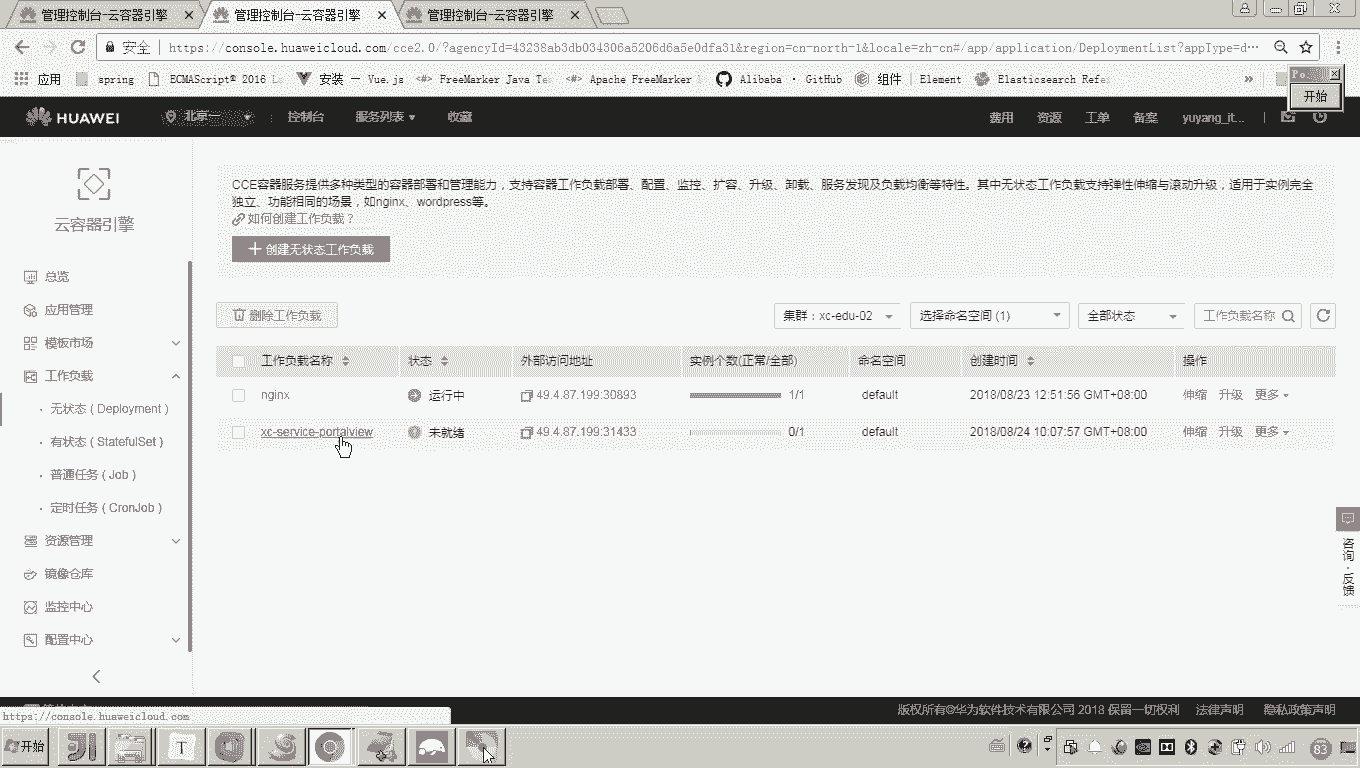 管理控制台-云容器引擎
管理控制台-云容器引擎
管理控制台-云容器引擎
安全
https://console.huaweicloud.com/cce2.0/?agencyId=43238ab3db034306a5206d6a5e0dfa31&region=cn-north-1&locale=zh-cn#/app/application/DeploymentList?appType=d…
应用 spring ECMAScript® 2016 安装 — Vue.js FreeMarker Java Te Apache FreeMarker Alibaba · GitHub 组件 | Element Elasticsearch Refe »
开始
HUAWEI 北京一 控制台 服务列表 收藏 费用 资源 工单 备案 yuyang_it...
云容器引擎
总览
应用管理
模板市场
工作负载
无状态 ( Deployment )
有状态 ( StatefulSet )
普通任务 ( Job )
定时任务 ( CronJob )
资源管理
镜像仓库
监控中心
配置中心
CCE容器服务提供多种类型的容器部署和管理能力，支持容器工作负载部署、配置、监控、扩容、升级、卸载、服务发现及负载均衡等特性。其中无状态工作负载支持弹性伸缩与滚动升级，适用于实例完全
独立、功能相同的场景，如nginx、wordpress等。
如何创建工作负载？
创建无状态工作负载
删除工作负载 集群：xc-edu-02 选择命名空间 (1) 全部状态 工作负载名称
工作负载名称 状态 外部访问地址 实例个数(正常/全部) 命名空间 创建时间 操作
nginx 运行中 49.4.87.199:30893 1/1 default 2018/08/23 12:51:56 GMT+08:00 伸缩 升级 更多
xc-service-portalview 未就绪 49.4.87.199:31433 0/1 default 2018/08/24 10:07:57 GMT+08:00 伸缩 升级 更多
咨询·反馈
https://console.huaweicloud.com
版权所有@华为软件技术有限公司 2018 保留一切权利 法律声明 隐私政策声明
开始
T
83